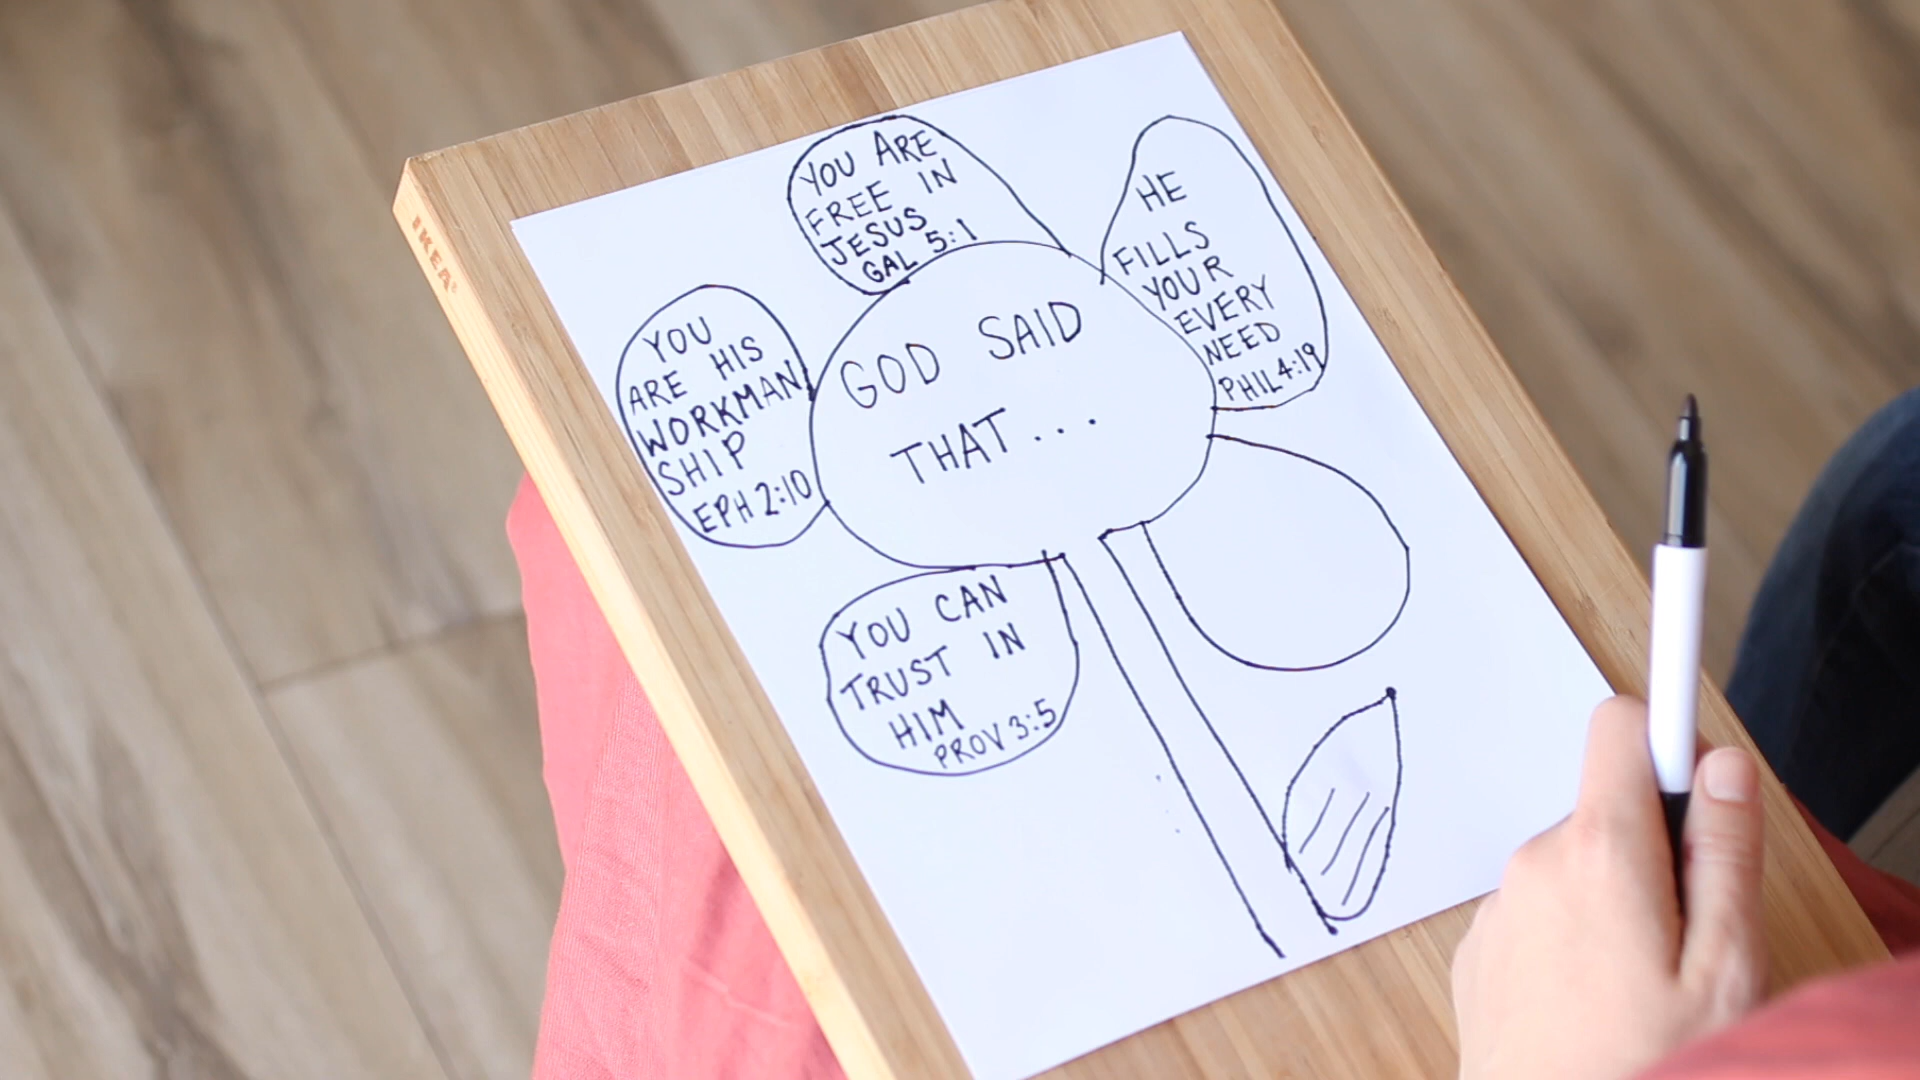 IKEA
YOU ARE
FREE IN
JESUS
GAL 5:1
HE
FILLS
YOUR
EVERY
NEED
PHIL 4:19
YOU
ARE HIS
WORKMAN
SHIP
EPH 2:10
GOD SAID
THAT...
YOU CAN
TRUST IN
HIM
PROV 3:5